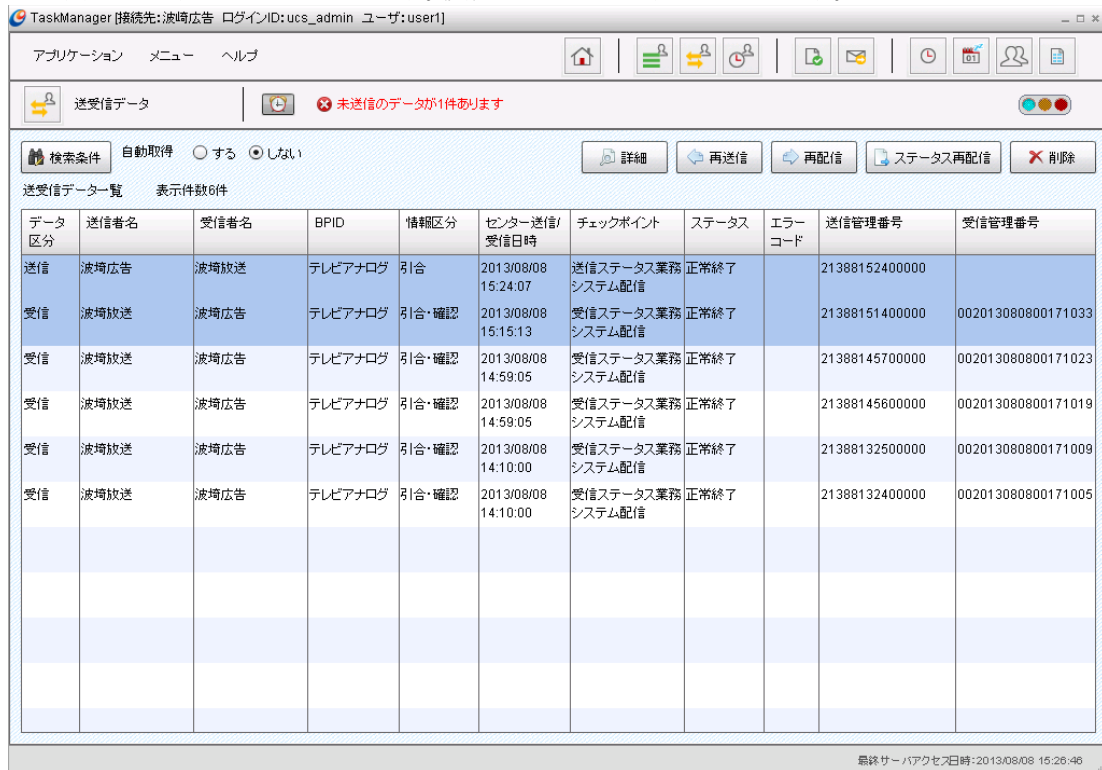 TaskManager [接続先:波崎広告 ログインID:ucs_admin ユーザ:user1]
アプリケーション メニュー ヘルプ
送受信データ 未送信のデータが1件あります
検索条件 自動取得 する しない 詳細 再送信 再配信 ステータス再配信 削除
送受信データ一覧 表示件数6件
データ 送信者名 受信者名 BPID 情報区分 センター送信/ チェックポイント ステータス エラー 送信管理番号 受信管理番号
区分 受信日時 コード
送信 波崎広告 波崎放送 テレビアナログ 引合 2013/08/08 送信ステータス業務 正常終了 21388152400000
15:24:07 システム配信
受信 波崎放送 波崎広告 テレビアナログ 引合・確認 2013/08/08 受信ステータス業務 正常終了 21388151400000 002013080800171033
15:15:13 システム配信
受信 波崎放送 波崎広告 テレビアナログ 引合・確認 2013/08/08 受信ステータス業務 正常終了 21388145700000 002013080800171023
14:59:05 システム配信
受信 波崎放送 波崎広告 テレビアナログ 引合・確認 2013/08/08 受信ステータス業務 正常終了 21388145600000 002013080800171019
14:59:05 システム配信
受信 波崎放送 波崎広告 テレビアナログ 引合・確認 2013/08/08 受信ステータス業務 正常終了 21388132500000 002013080800171009
14:10:00 システム配信
受信 波崎放送 波崎広告 テレビアナログ 引合・確認 2013/08/08 受信ステータス業務 正常終了 21388132400000 002013080800171005
14:10:00 システム配信
最終サーバアクセス日時:2013/08/08 15:26:46